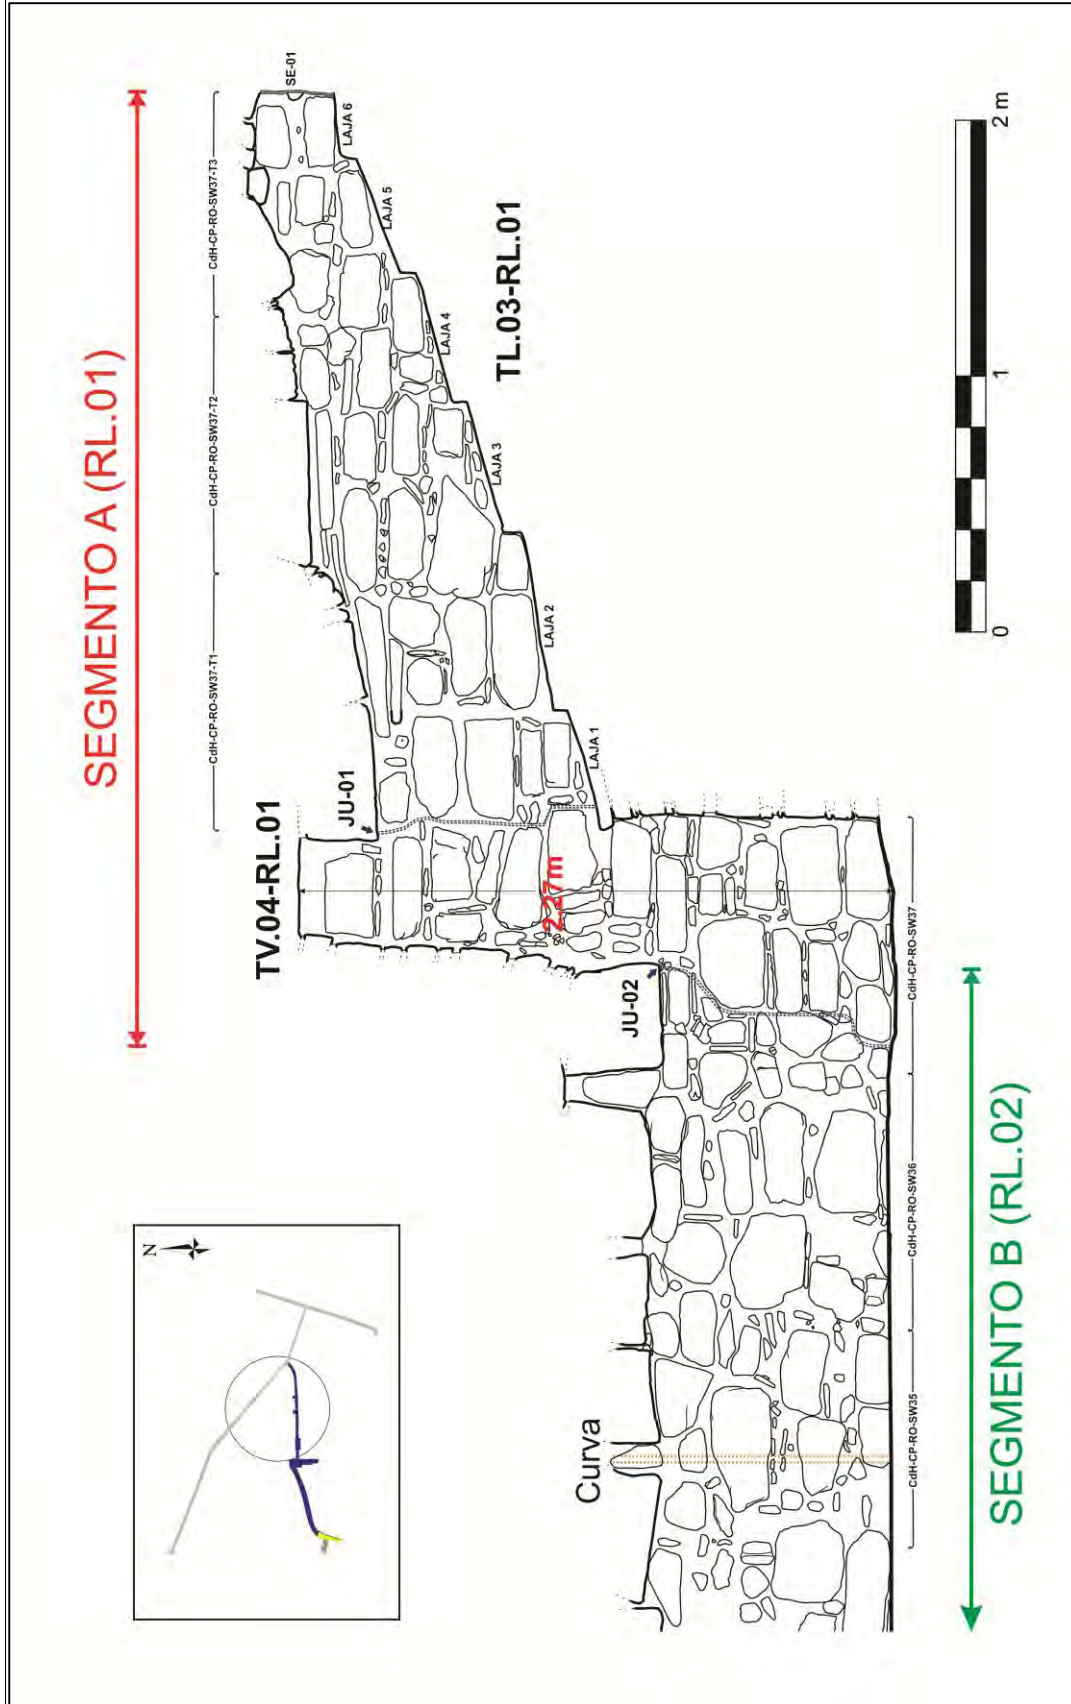 SEGMENTO A (RL.01)
CdH-CP-RO-SW37-T1
CdH-CP-RO-SW37-T2
CdH-CP-RO-SW37-T3
SE-01
TV.04-RL.01
JU-01
LAJA 1
LAJA 2
LAJA 3
LAJA 4
LAJA 5
LAJA 6
TL.03-RL.01
N
2.27m
JU-02
Curva
CdH-CP-RO-SW35
CdH-CP-RO-SW36
CdH-CP-RO-SW37
SEGMENTO B (RL.02)
0
1
2 m